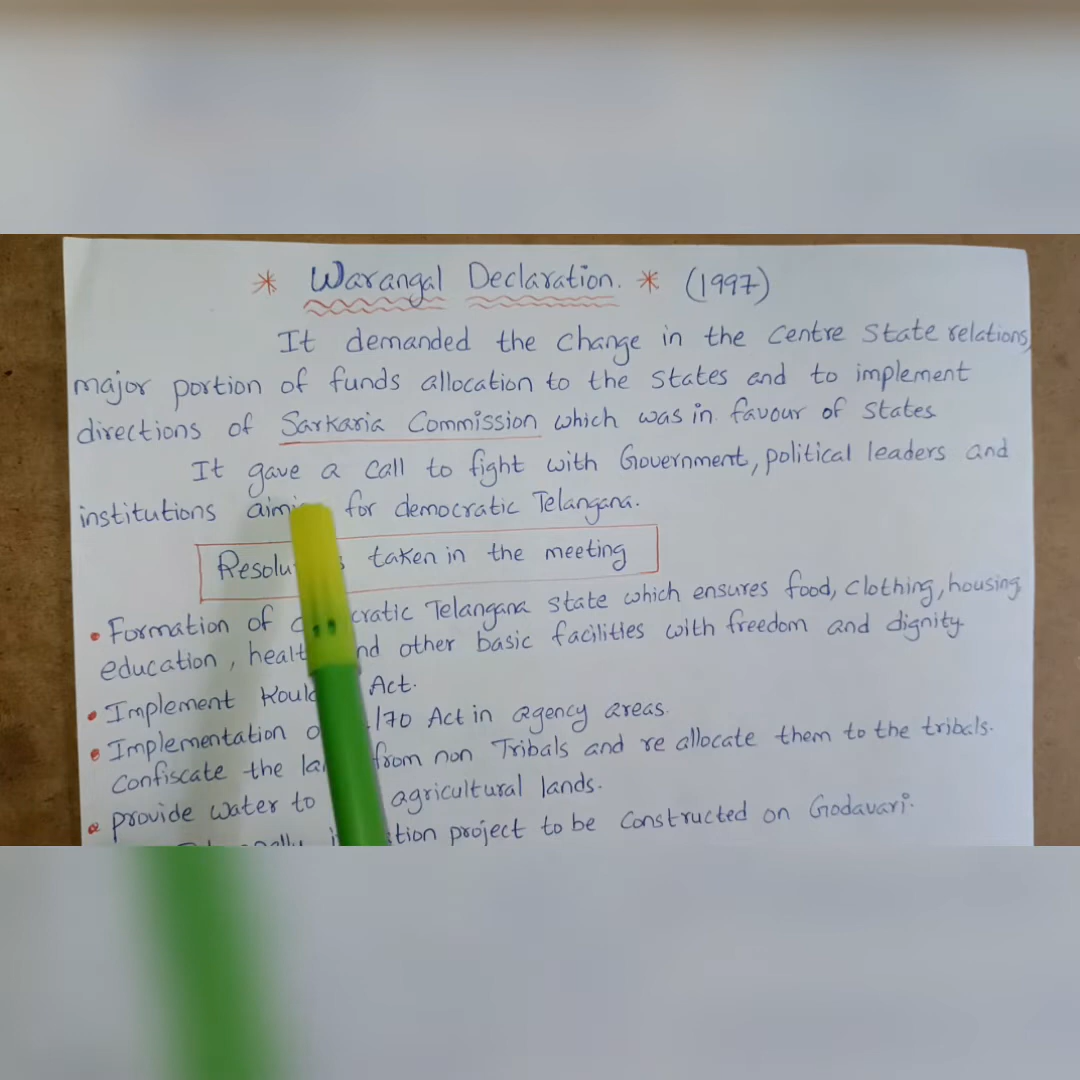 * Warangal Declaration. * (1997)
It demanded the change in the Centre State relations,
major portion of funds allocation to the states and to implement
directions of Sarkaria Commission which was in favour of States
It gave a call to fight with Government, political leaders and
institutions for democratic Telangana.
taken in the meeting
• Formation of Telangana state which ensures food, clothing, housing,
education, and other basic facilities with freedom and dignity.
• Implement Act.
• Implementation /70 Act in agency areas.
Confiscate the from non Tribals and re allocate them to the tribals.
• provide water to agricultural lands.
project to be constructed on Godavari.